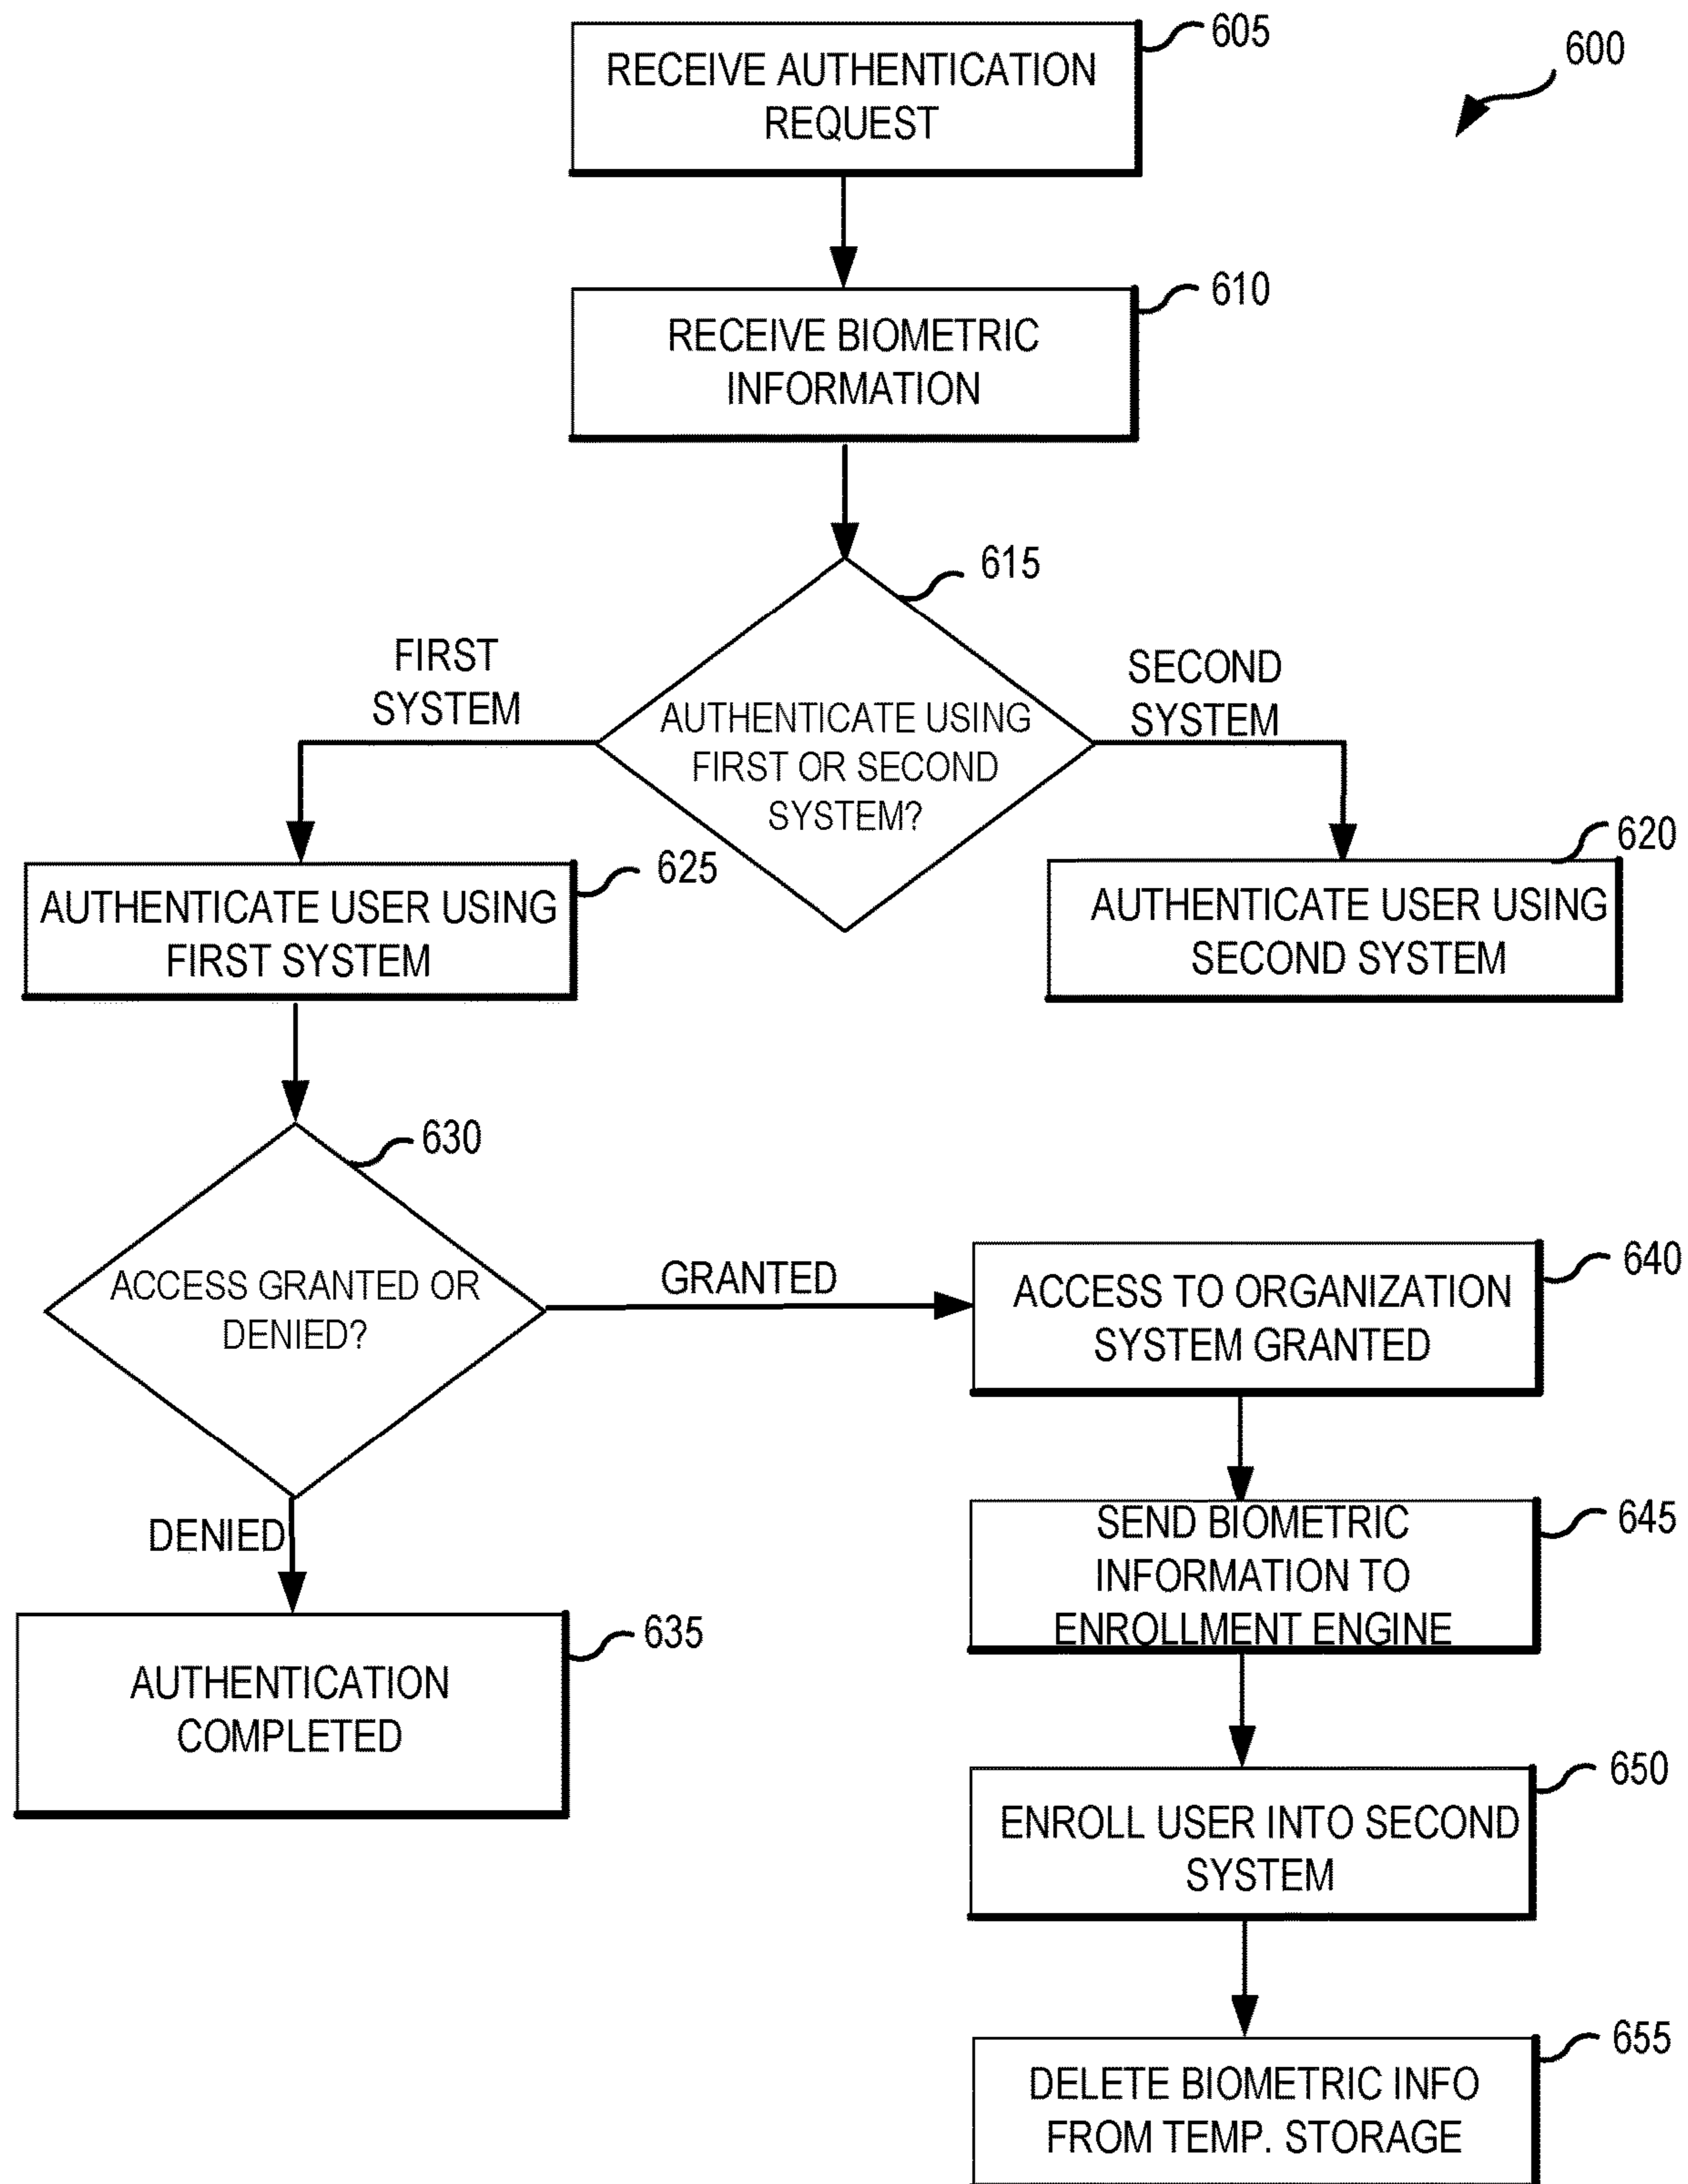 605
600
RECEIVE AUTHENTICATION
REQUEST
610
RECEIVE BIOMETRIC
INFORMATION
615
FIRST
SYSTEM
SECOND
SYSTEM
AUTHENTICATE USING
FIRST OR SECOND
SYSTEM?
625
620
AUTHENTICATE USER USING
FIRST SYSTEM
AUTHENTICATE USER USING
SECOND SYSTEM
630
ACCESS GRANTED OR
DENIED?
GRANTED
640
ACCESS TO ORGANIZATION
SYSTEM GRANTED
DENIED
645
SEND BIOMETRIC
INFORMATION TO
ENROLLMENT ENGINE
635
AUTHENTICATION
COMPLETED
650
ENROLL USER INTO SECOND
SYSTEM
655
DELETE BIOMETRIC INFO
FROM TEMP. STORAGE